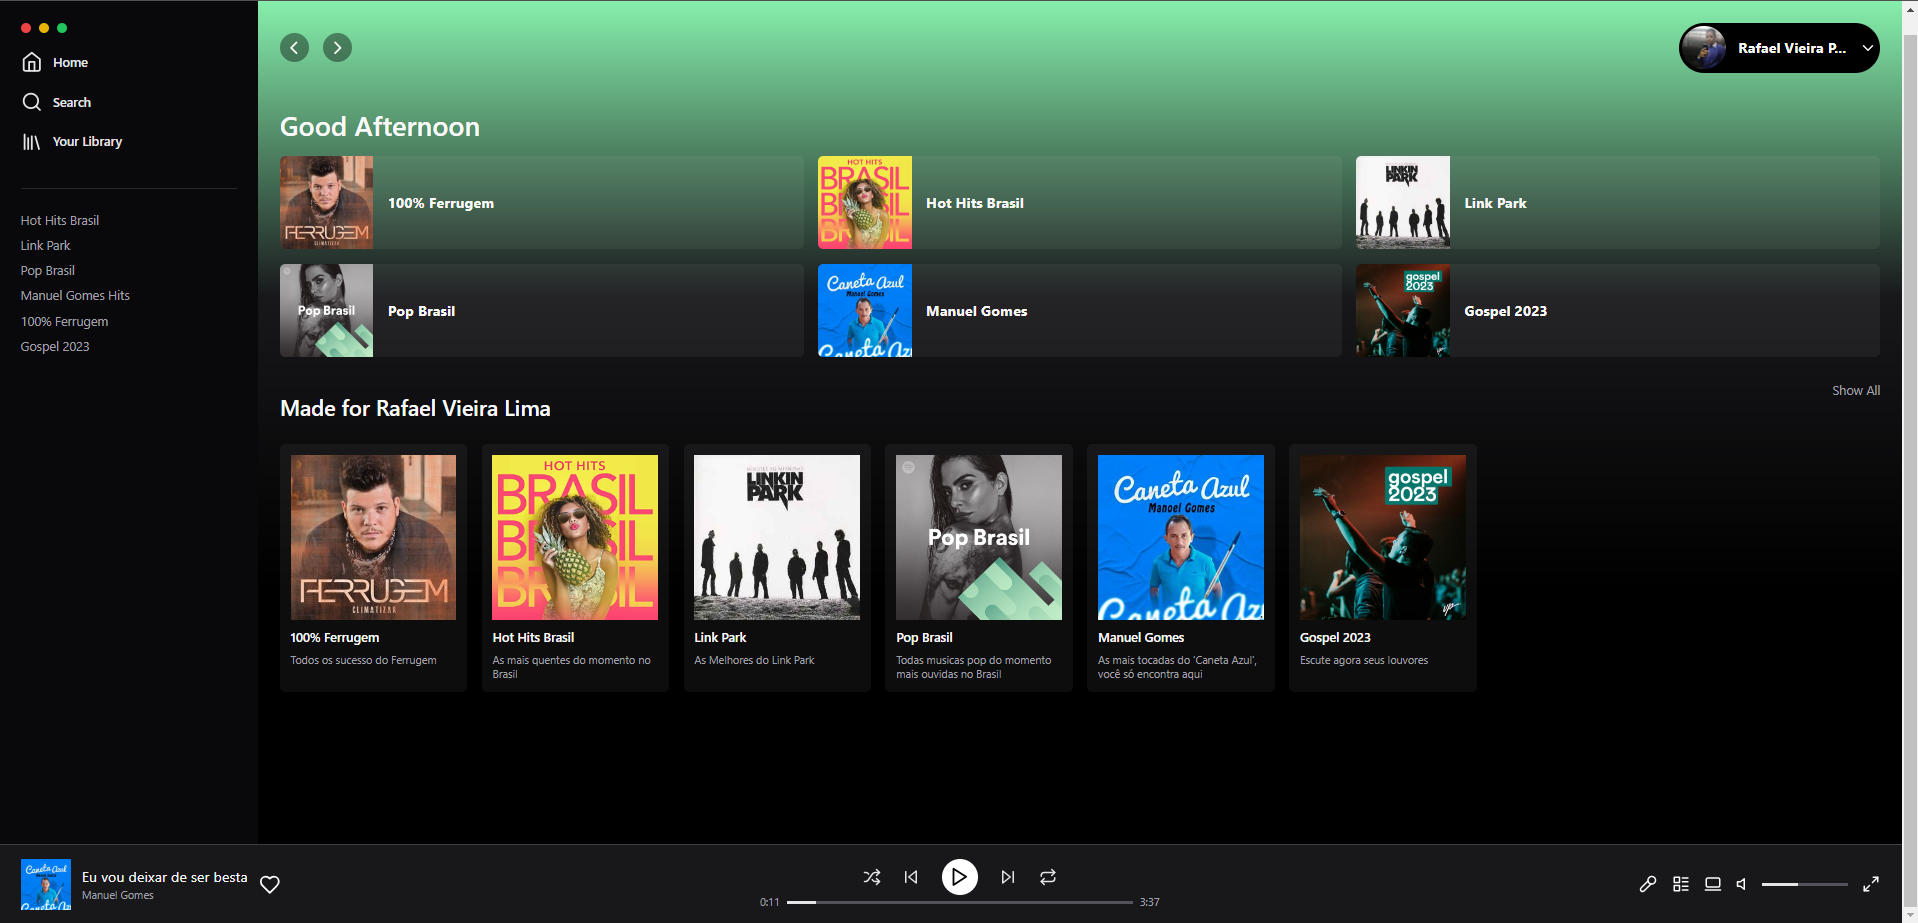 Home
Search
Your Library
Hot Hits Brasil
Link Park
Pop Brasil
Manuel Gomes Hits
100% Ferrugem
Gospel 2023
Rafael Vieira P...
Good Afternoon
FERRUGEM
CLIMATIZAR
100% Ferrugem
HOT HITS
BRASIL
BRASIL
BRASIL
Hot Hits Brasil
LINKIN
PARK
Link Park
Pop Brasil
Pop Brasil
Caneta Azul
Manoel Gomes
Caneta Az
Manuel Gomes
gospel
2023
Gospel 2023
Made for Rafael Vieira Lima
Show All
FERRUGEM
CLIMATIZAR
100% Ferrugem
Todos os sucesso do Ferrugem
HOT HITS
BRASIL
BRASIL
BRASIL
Hot Hits Brasil
As mais quentes do momento no
Brasil
LINKIN
PARK
Link Park
As Melhores do Link Park
Pop Brasil
Pop Brasil
Todas musicas pop do momento
mais ouvidas no Brasil
Caneta Azul
Manoel Gomes
Caneta Az
Manuel Gomes
As mais tocadas do 'Caneta Azul',
você só encontra aqui
gospel
2023
Gospel 2023
Escute agora seus louvores
Caneta Azul
Eu vou deixar de ser besta
Manuel Gomes
0:11
3:37